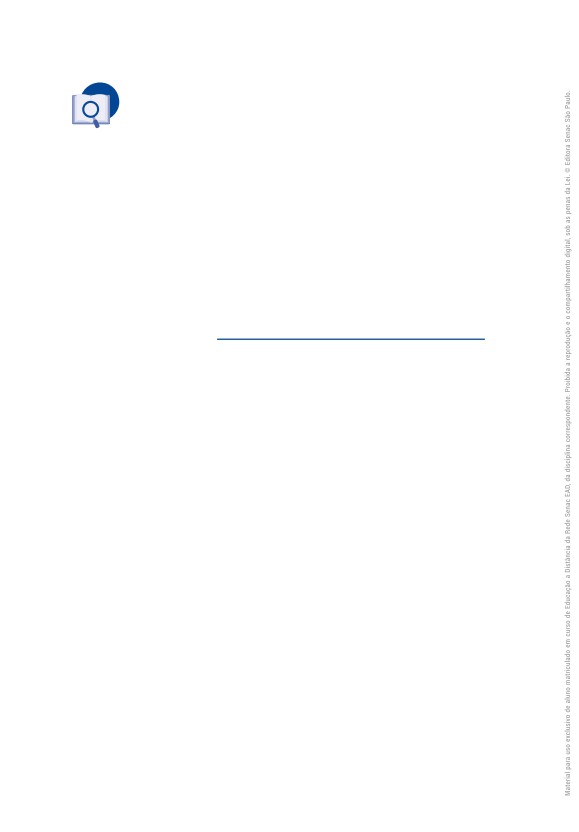 Material para uso exclusivo de aluno matriculado em curso de Educação a Distância da Rede Senac EAD, da disciplina correspondente. Proibida a reprodução e o compartilhamento digital, sob as penas da Lei. © Editora Senac São Paulo.